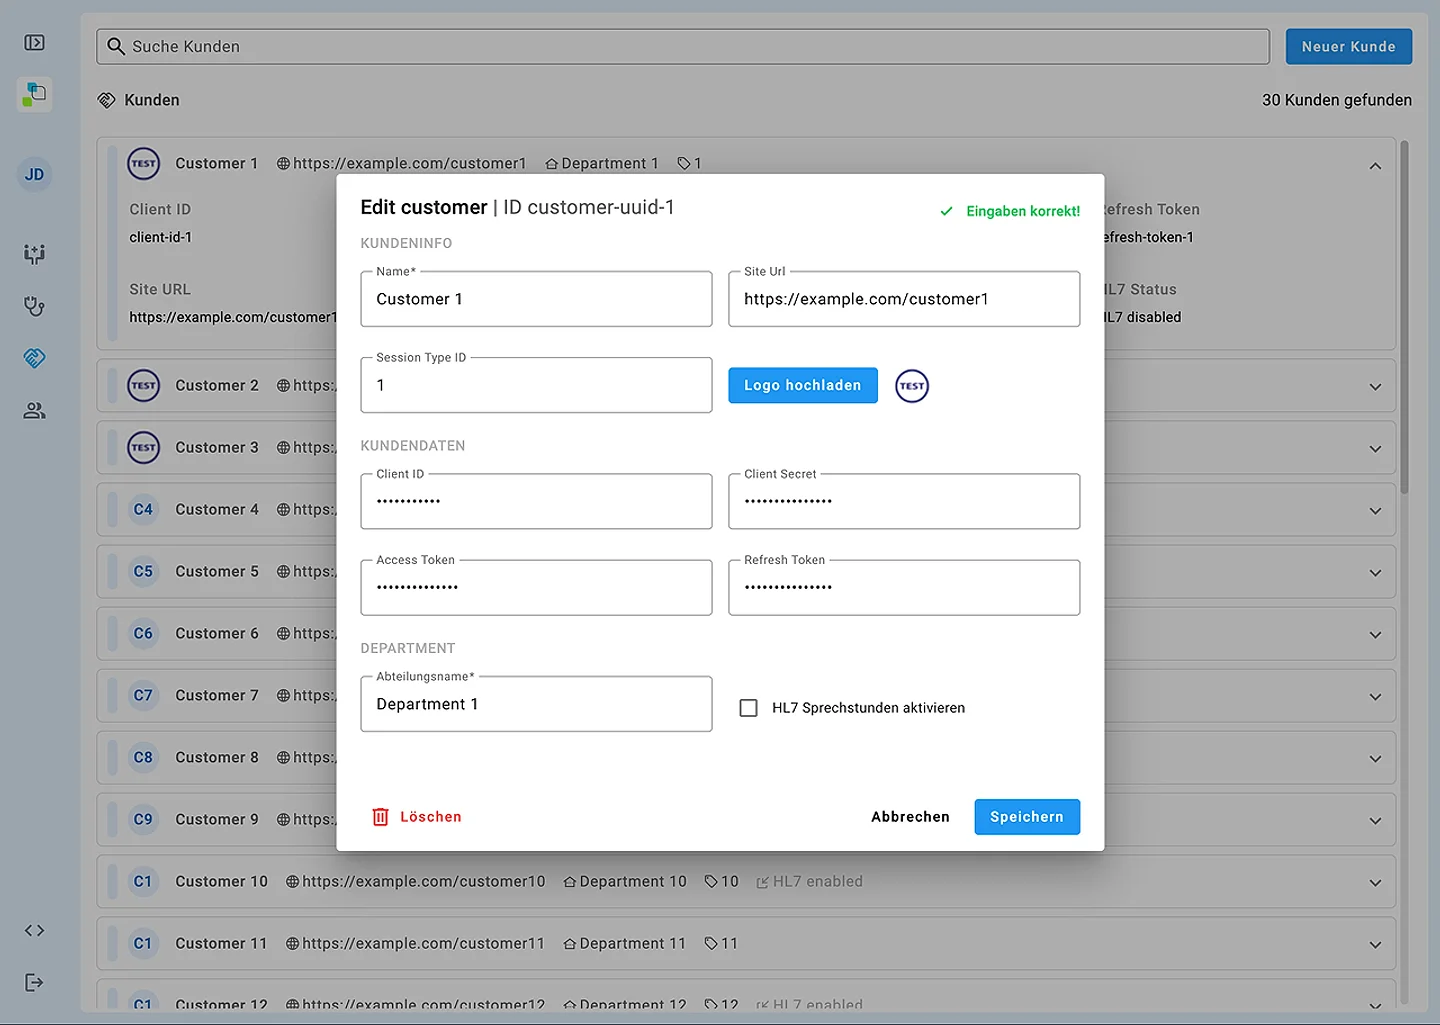 Suche Kunden
Neuer Kunde
Kunden
30 Kunden gefunden
JD
TEST Customer 1 https://example.com/customer1 Department 1 1
Client ID
client-id-1
Site URL
https://example.com/customer1
Refresh Token
efresh-token-1
HL7 Status
HL7 disabled
Edit customer | ID customer-uuid-1
Eingaben korrekt!
KUNDENINFO
Name*
Customer 1
Site Url
https://example.com/customer1
Session Type ID
1
Logo hochladen
TEST
KUNDENDATEN
Client ID
•••••••••••
Client Secret
•••••••••••••••
Access Token
••••••••••••••
Refresh Token
•••••••••••••••
DEPARTMENT
Abteilungsname*
Department 1
HL7 Sprechstunden aktivieren
Löschen
Abbrechen
Speichern
TEST Customer 2 https:/
TEST Customer 3 https:/
C4 Customer 4 https:/
C5 Customer 5 https:/
C6 Customer 6 https:/
C7 Customer 7 https:/
C8 Customer 8 https:/
C9 Customer 9 https:/
C1 Customer 10 https://example.com/customer10 Department 10 10 HL7 enabled
C1 Customer 11 https://example.com/customer11 Department 11 11
C1 Customer 12 https://example.com/customer12 Department 12 12 HL7 enabled